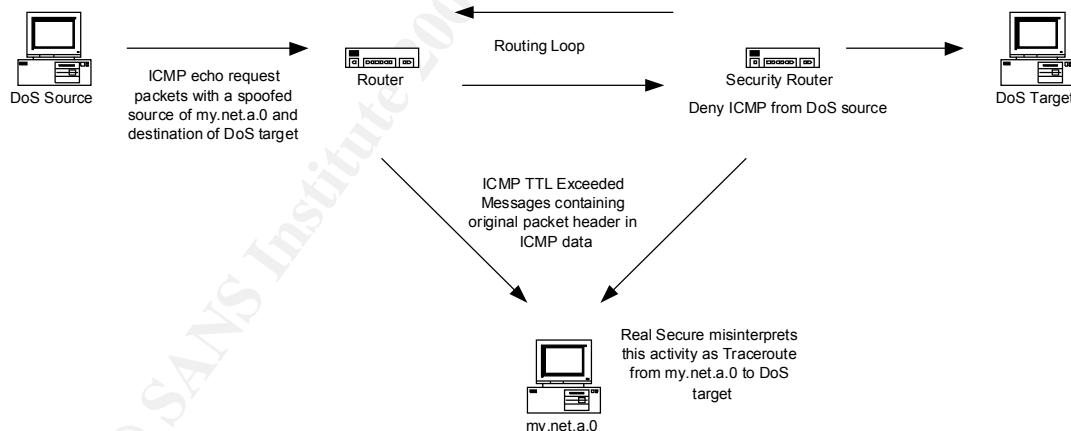 DoS Source
ICMP echo request
packets with a spoofed
source of my.net.a.0 and
destination of DoS target
Router
Routing Loop
Security Router
Deny ICMP from DoS source
DoS Target
ICMP TTL Exceeded
Messages containing
original packet header in
ICMP data
Real Secure misinterprets
this activity as Traceroute
from my.net.a.0 to DoS
target
my.net.a.0
SANS Institute 200